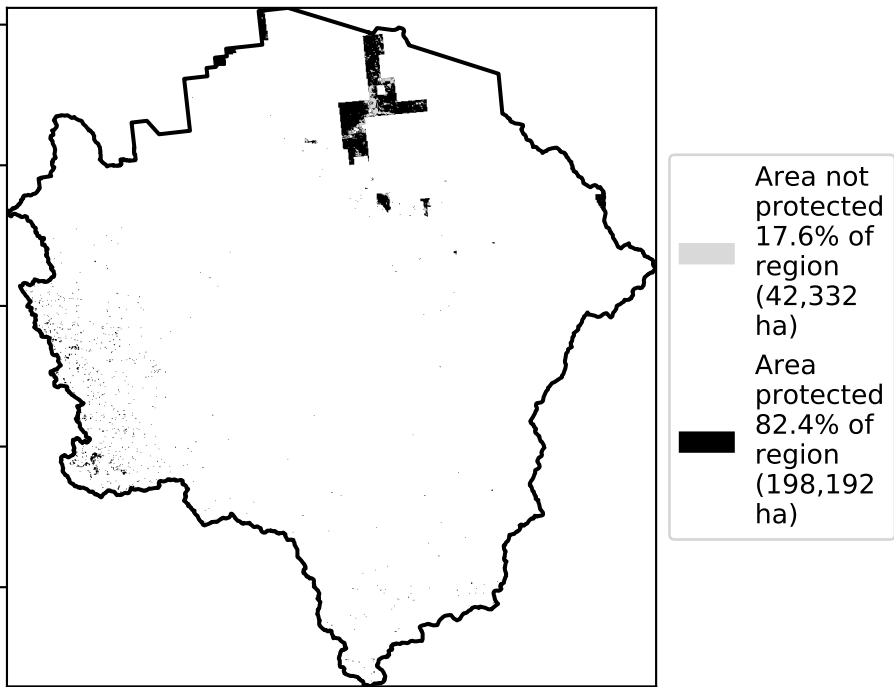 Area not
protected
17.6% of
region
(42,332
ha)
Area
protected
82.4% of
region
(198,192
ha)